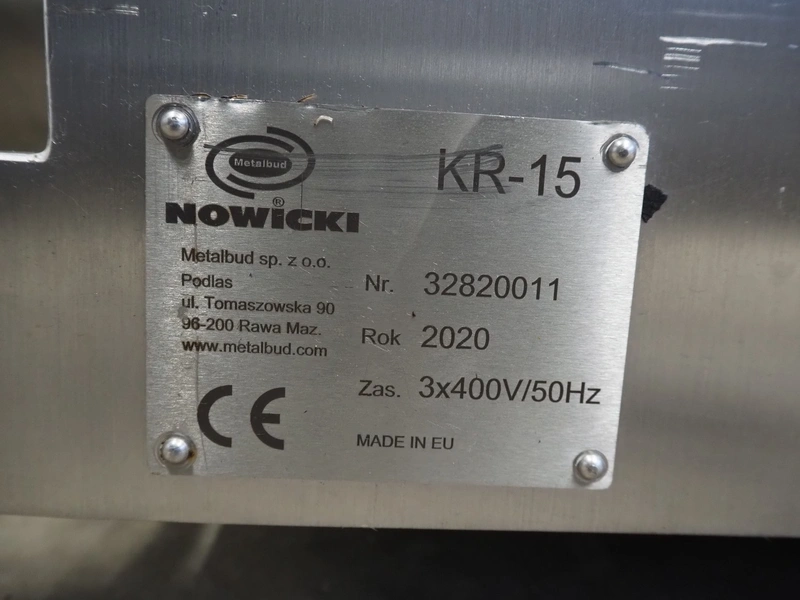 Metalbud
NOWICKI ®
KR-15
Metalbud sp. z o.o.
Podlas
ul. Tomaszowska 90
96-200 Rawa Maz.
www.metalbud.com
Nr. 32820011
Rok 2020
Zas. 3x400V/50Hz
CE
MADE IN EU